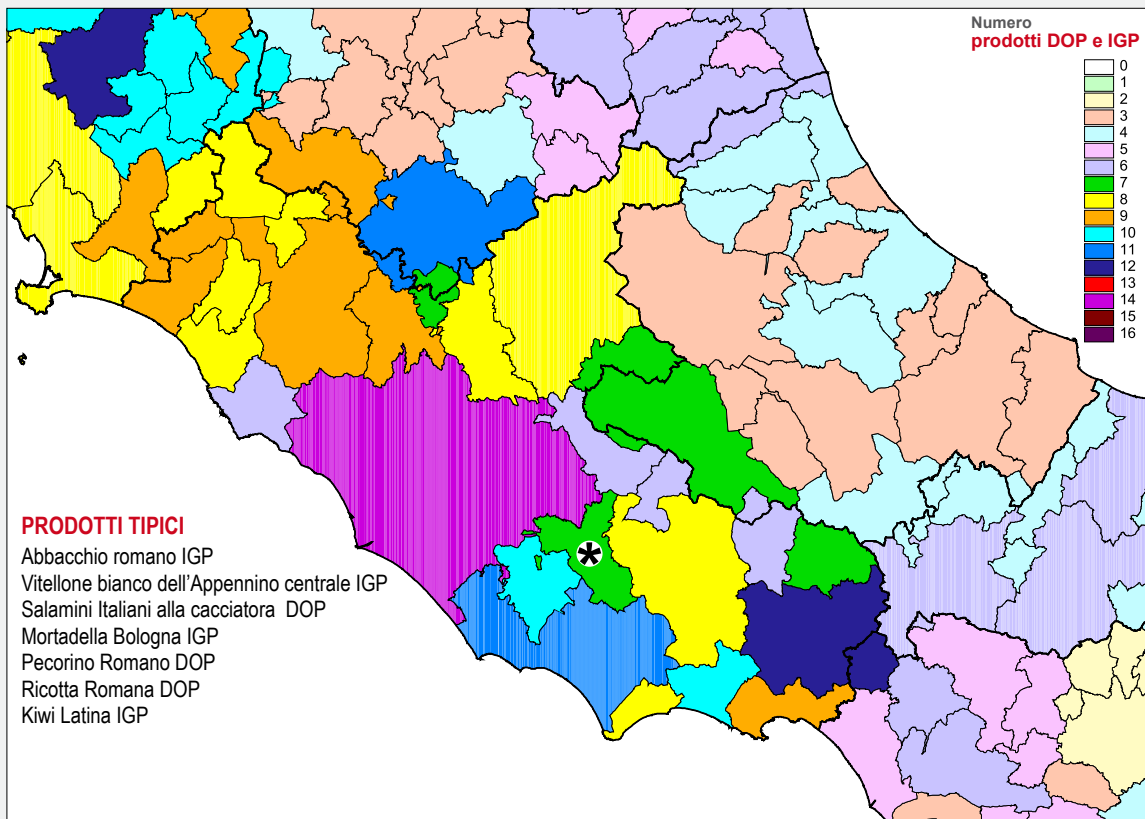 Numero
prodotti DOP e IGP
0
1
2
3
4
5
6
7
8
9
10
11
12
13
14
15
16
*
PRODOTTI TIPICI
Abbacchio romano IGP
Vitellone bianco dell'Appennino centrale IGP
Salamini Italiani alla cacciatora DOP
Mortadella Bologna IGP
Pecorino Romano DOP
Ricotta Romana DOP
Kiwi Latina IGP